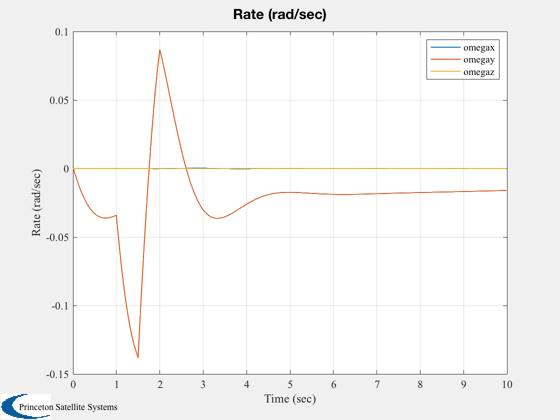 Rate (rad/sec)
0.1
omegax
omegay
omegaz
0.05
0
-0.05
-0.1
-0.15
Rate (rad/sec)
0 1 2 3 4 5 6 7 8 9 10
Time (sec)
Princeton Satellite Systems